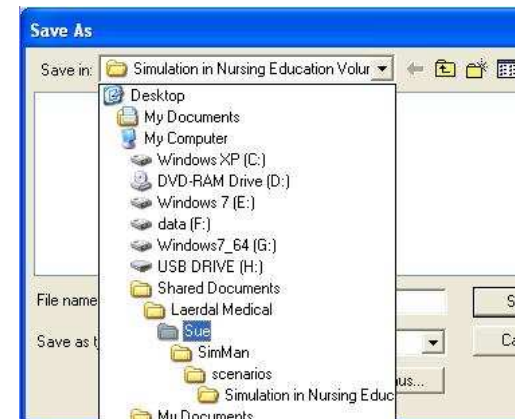 Save As
Save in: Simulation in Nursing Education Volur
Desktop
My Documents
My Computer
Windows XP (C:)
DVD-RAM Drive (D:)
Windows 7 (E:)
data (F:)
Windows7_64 (G:)
USB DRIVE (H:)
Shared Documents
File name
Laerdal Medical
S
Save as t
Sue
Ca
SimMan
scenarios
us...
Simulation in Nursing Educ
My Documents